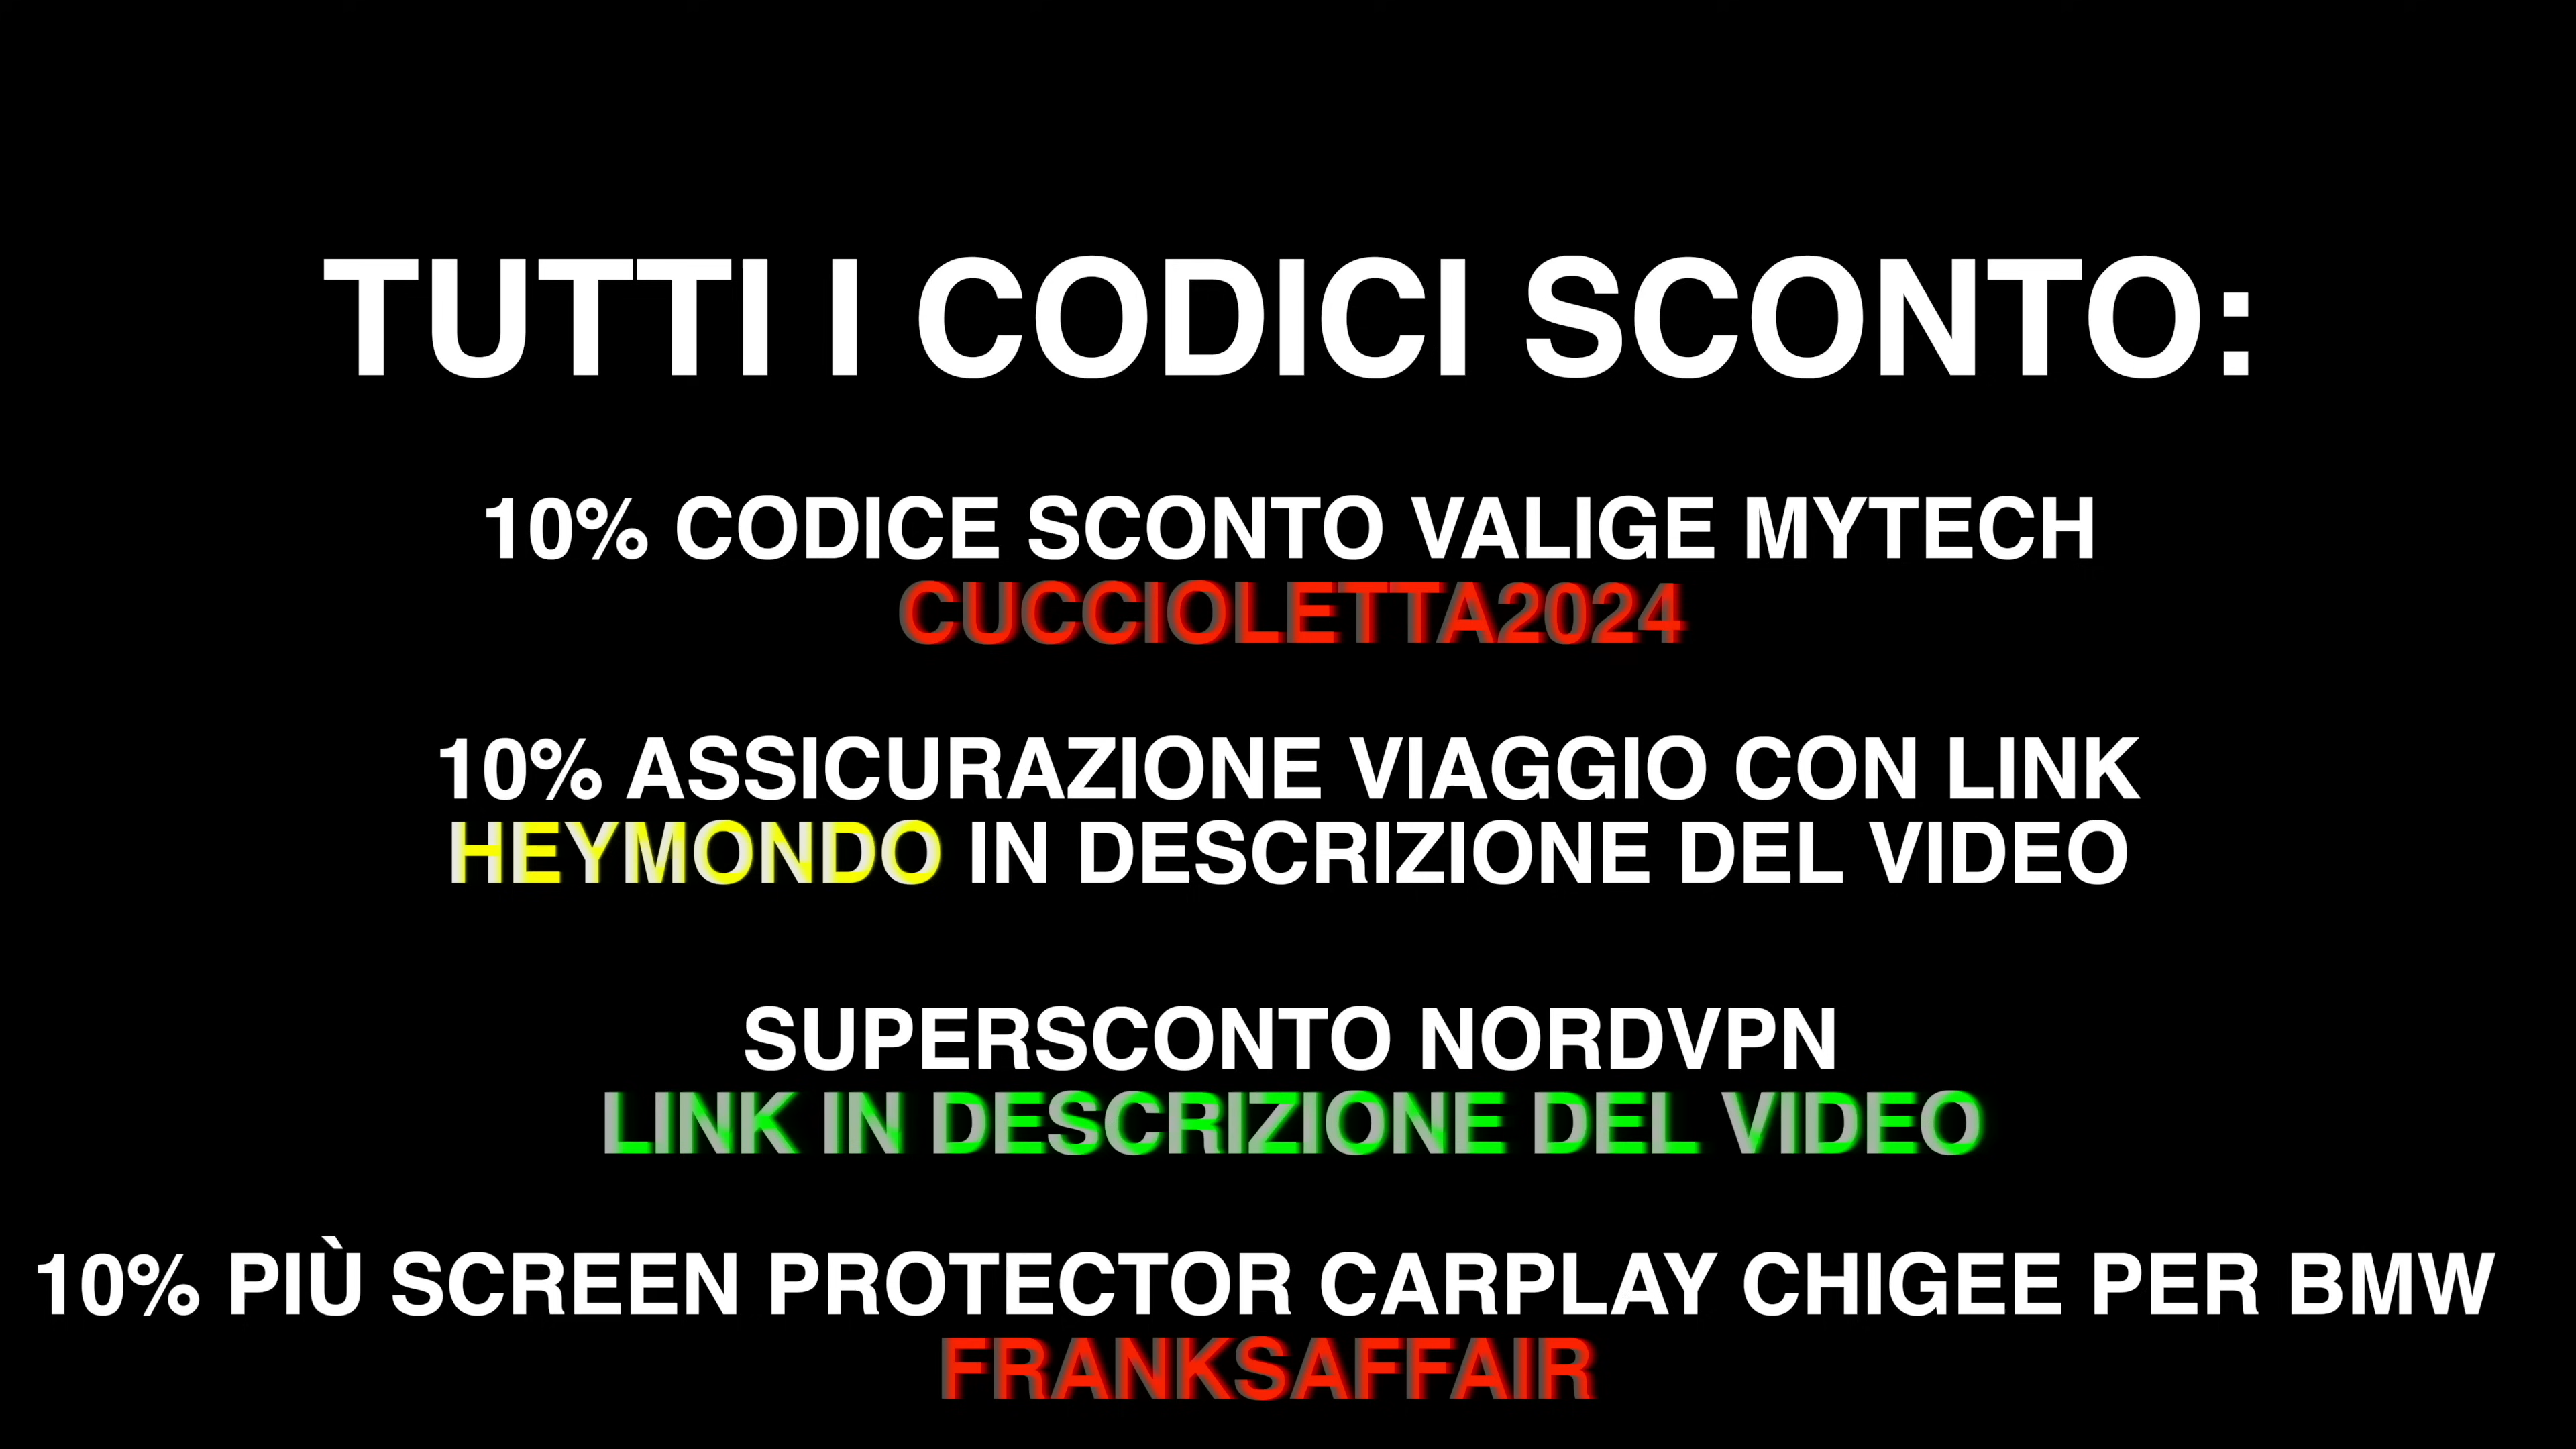 TUTTI I CODICI SCONTO:
10% CODICE SCONTO VALIGE MYTECH
CUCCIOLETTA2024
10% ASSICURAZIONE VIAGGIO CON LINK
HEYMONDO IN DESCRIZIONE DEL VIDEO
SUPERSCONTO NORDVPN
LINK IN DESCRIZIONE DEL VIDEO
10% PIÙ SCREEN PROTECTOR CARPLAY CHIGEE PER BMW
FRANKSAFFAIR